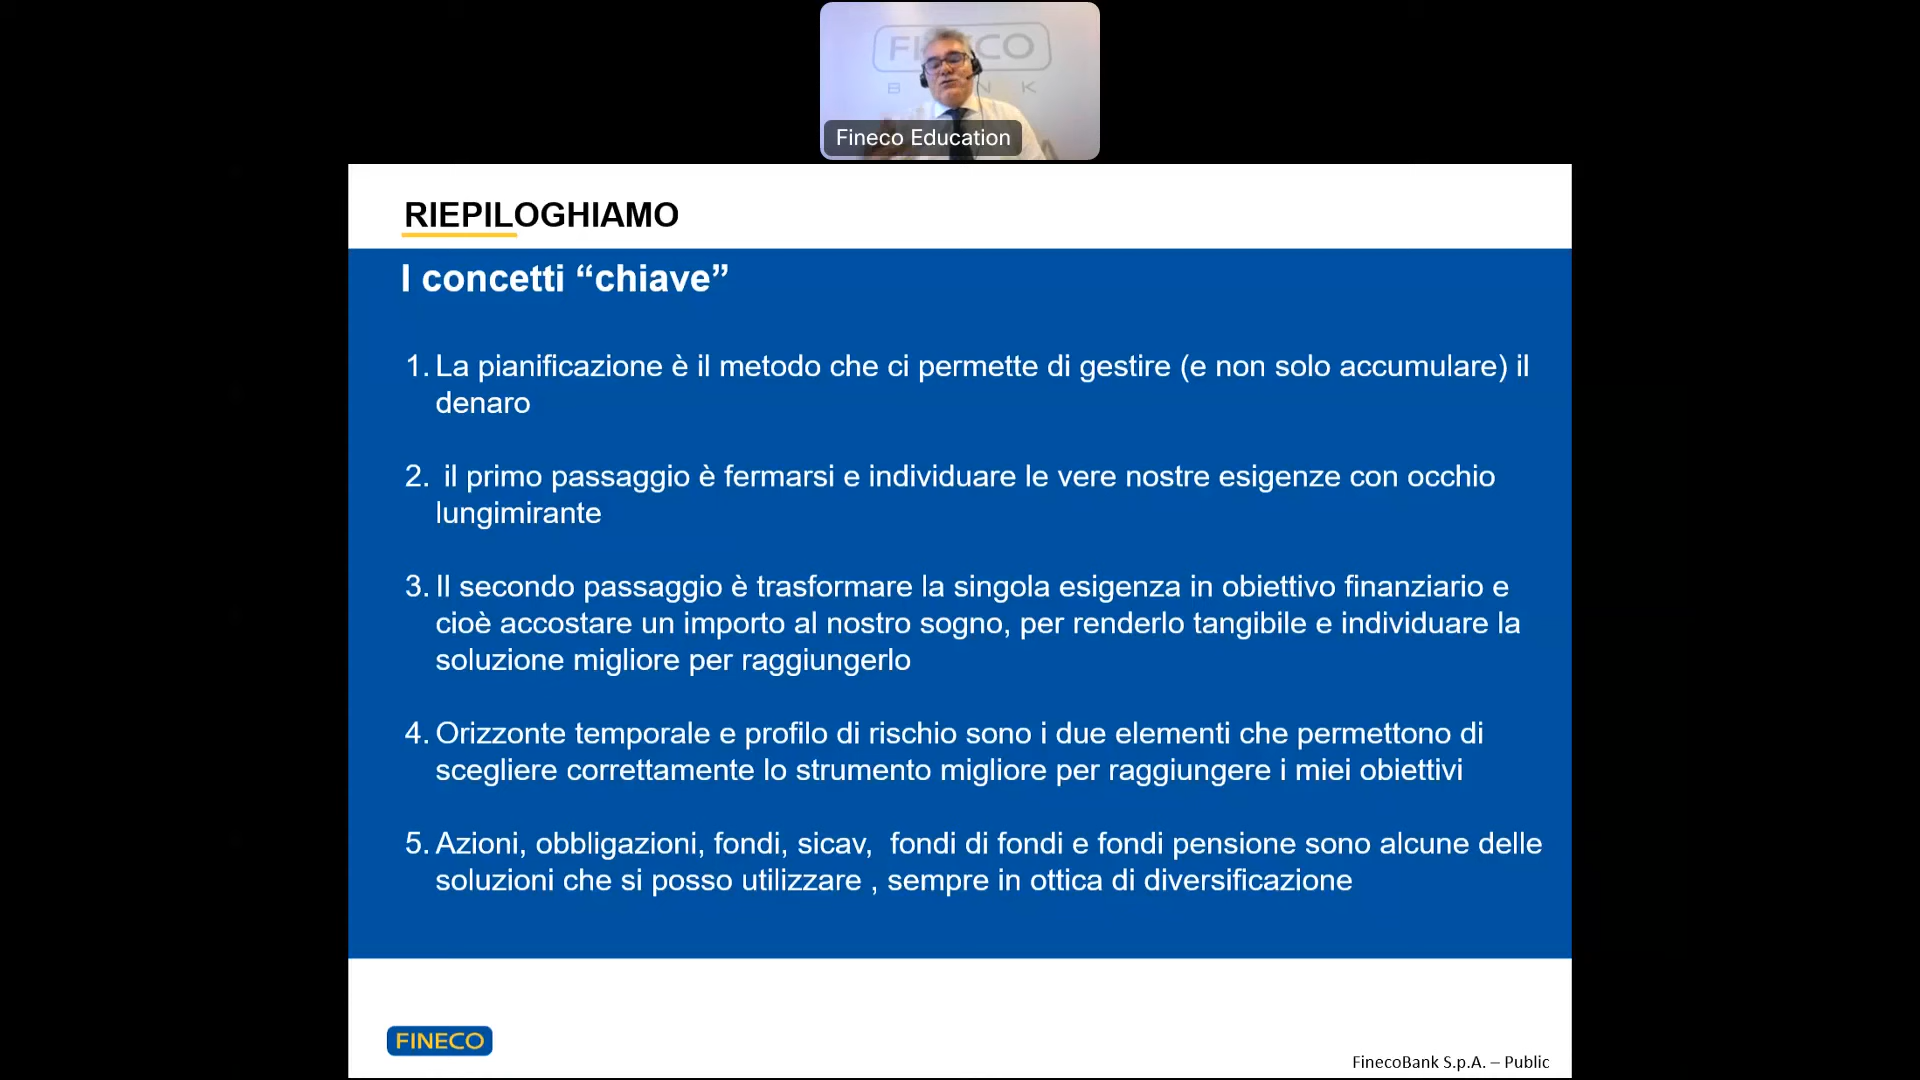 FINECO
B NK
Fineco Education
RIEPILOGHIAMO
I concetti “chiave”
1. La pianificazione è il metodo che ci permette di gestire (e non solo accumulare) il
denaro
2. il primo passaggio è fermarsi e individuare le vere nostre esigenze con occhio
lungimirante
3. Il secondo passaggio è trasformare la singola esigenza in obiettivo finanziario e
cioè accostare un importo al nostro sogno, per renderlo tangibile e individuare la
soluzione migliore per raggiungerlo
4. Orizzonte temporale e profilo di rischio sono i due elementi che permettono di
scegliere correttamente lo strumento migliore per raggiungere i miei obiettivi
5. Azioni, obbligazioni, fondi, sicav, fondi di fondi e fondi pensione sono alcune delle
soluzioni che si posso utilizzare , sempre in ottica di diversificazione
FINECO
FinecoBank S.p.A. – Public